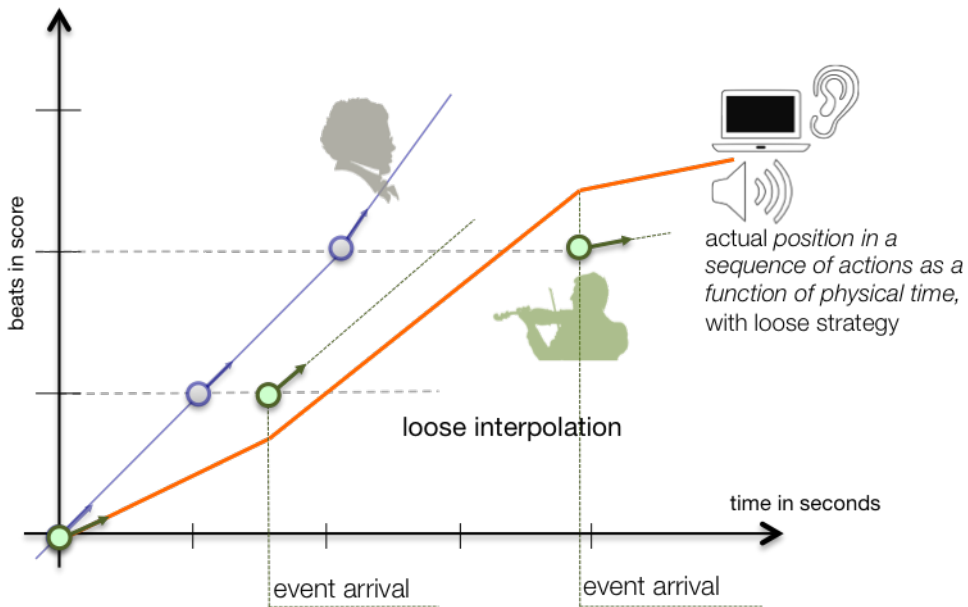 beats in score
actual position in a
sequence of actions as a
function of physical time,
with loose strategy
loose interpolation
time in seconds
event arrival
event arrival